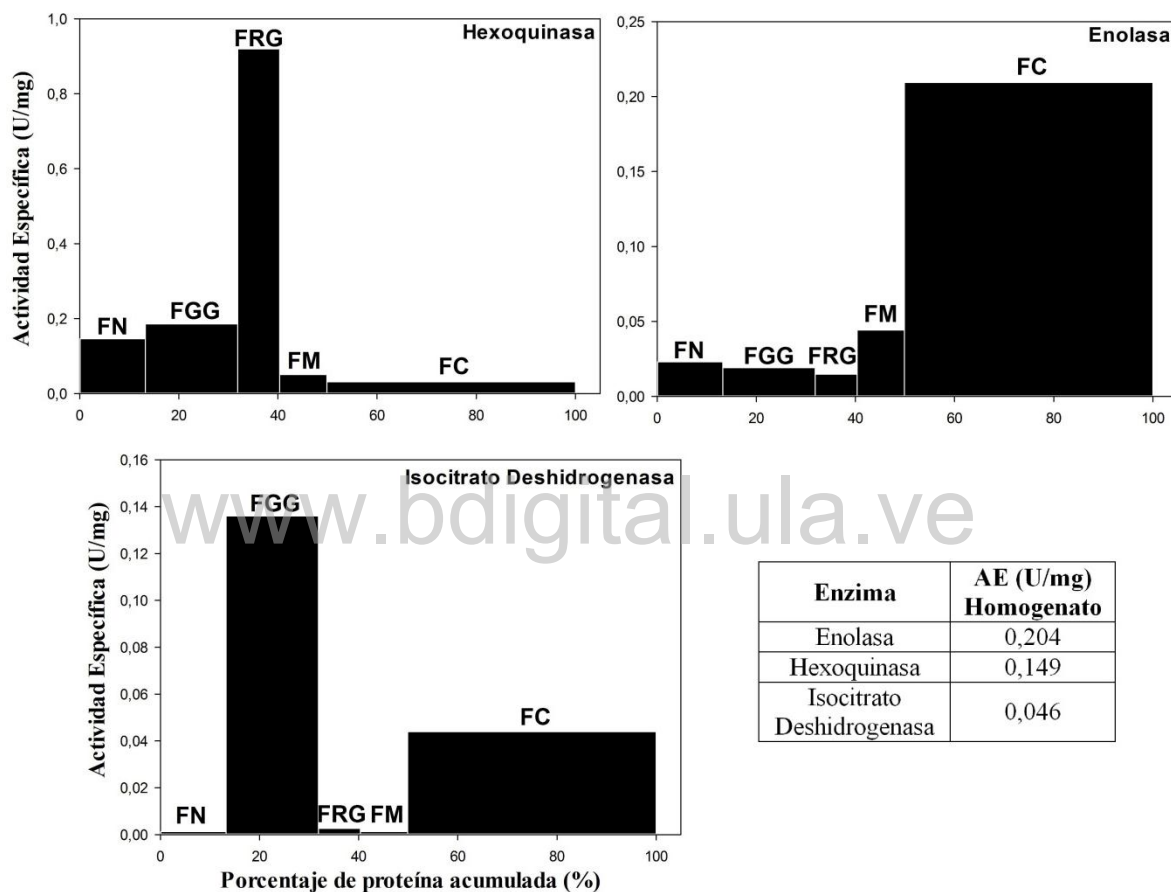 Hexoquinasa
Actividad Específica (U/mg)
1,0
0,8
0,6
0,4
0,2
0,0
FN
FGG
FRG
FM
FC
0 20 40 60 80 100
Enolasa
0,25
0,20
0,15
0,10
0,05
0,00
FN
FGG
FRG
FM
FC
0 20 40 60 80 100
Isocitrato Deshidrogenasa
Actividad Específica (U/mg)
0,16
0,14
0,12
0,10
0,08
0,06
0,04
0,02
0,00
FN
FGG
FRG
FM
FC
0 20 40 60 80 100
Porcentaje de proteína acumulada (%)
www.bdigital.ula.ve
Enzima AE (U/mg)
Homogenato
Enolasa 0,204
Hexoquinasa 0,149
Isocitrato
Deshidrogenasa 0,046